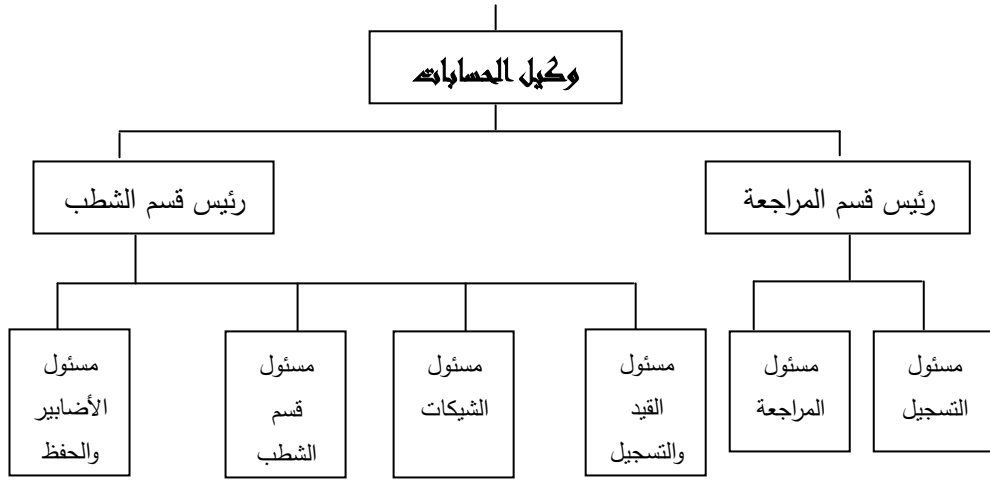 وكيل الحسابات
رئيس قسم المراجعة
رئيس قسم الشطب
مسئول
التسجيل
مسئول
المراجعة
مسئول
القيد
والتسجيل
مسئول
الشيكات
مسئول
قسم
الشطب
مسئول
الأضابير
والحفظ